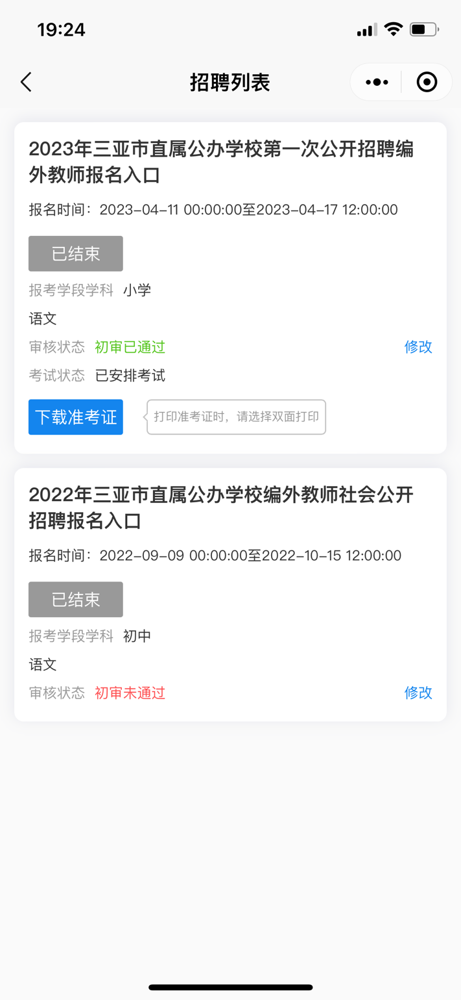 19:24
招聘列表
2023年三亚市直属公办学校第一次公开招聘编
外教师报名入口
报名时间：2023-04-11 00:00:00至2023-04-17 12:00:00
已结束
报考学段学科 小学
语文
审核状态 初审已通过 修改
考试状态 已安排考试
下载准考证 打印准考证时，请选择双面打印
2022年三亚市直属公办学校编外教师社会公开
招聘报名入口
报名时间：2022-09-09 00:00:00至2022-10-15 12:00:00
已结束
报考学段学科 初中
语文
审核状态 初审未通过 修改